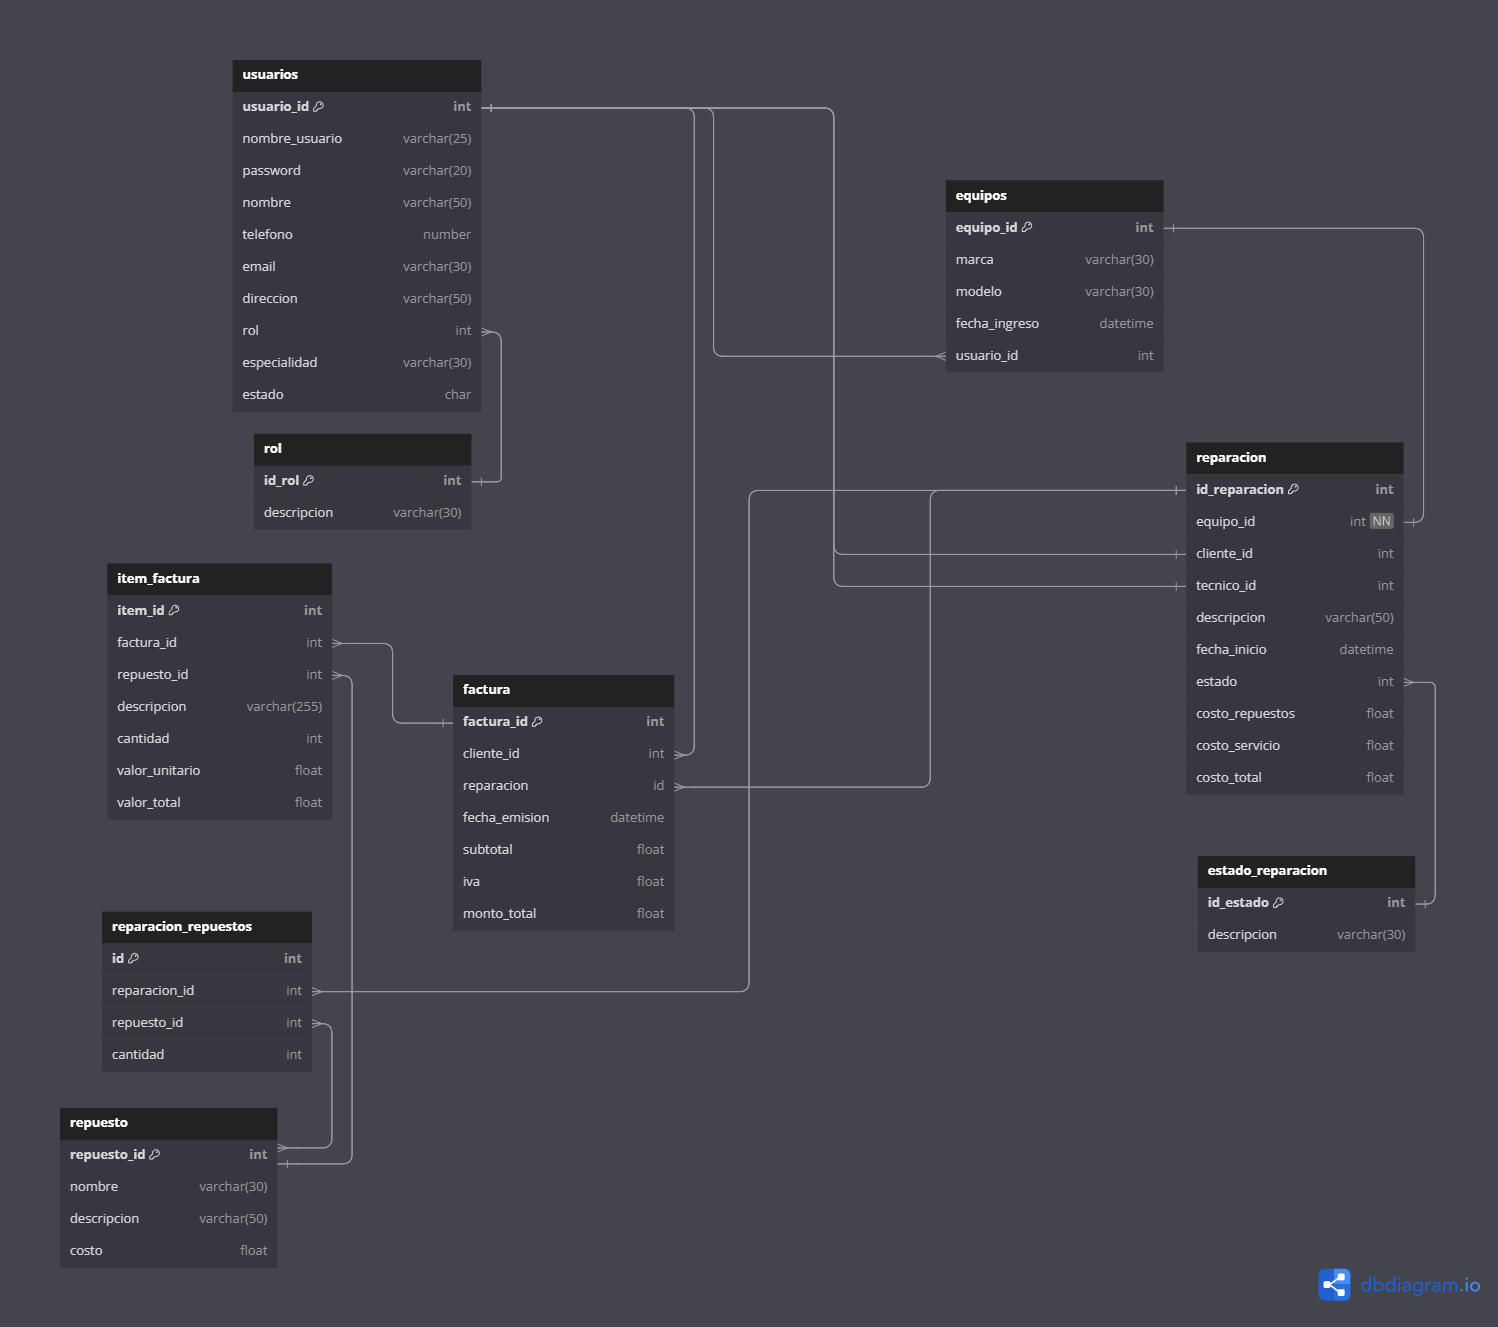 usuarios
usuario_id int
nombre_usuario varchar(25)
password varchar(20)
nombre varchar(50)
telefono number
email varchar(30)
direccion varchar(50)
rol int
especialidad varchar(30)
estado char
rol
id_rol int
descripcion varchar(30)
equipos
equipo_id int
marca varchar(30)
modelo varchar(30)
fecha_ingreso datetime
usuario_id int
reparacion
id_reparacion int
equipo_id int NN
cliente_id int
tecnico_id int
descripcion varchar(50)
fecha_inicio datetime
estado int
costo_repuestos float
costo_servicio float
costo_total float
item_factura
item_id int
factura_id int
repuesto_id int
descripcion varchar(255)
cantidad int
valor_unitario float
valor_total float
factura
factura_id int
cliente_id int
reparacion id
fecha_emision datetime
subtotal float
iva float
monto_total float
estado_reparacion
id_estado int
descripcion varchar(30)
reparacion_repuestos
id int
reparacion_id int
repuesto_id int
cantidad int
repuesto
repuesto_id int
nombre varchar(30)
descripcion varchar(50)
costo float
dbdiagram.io